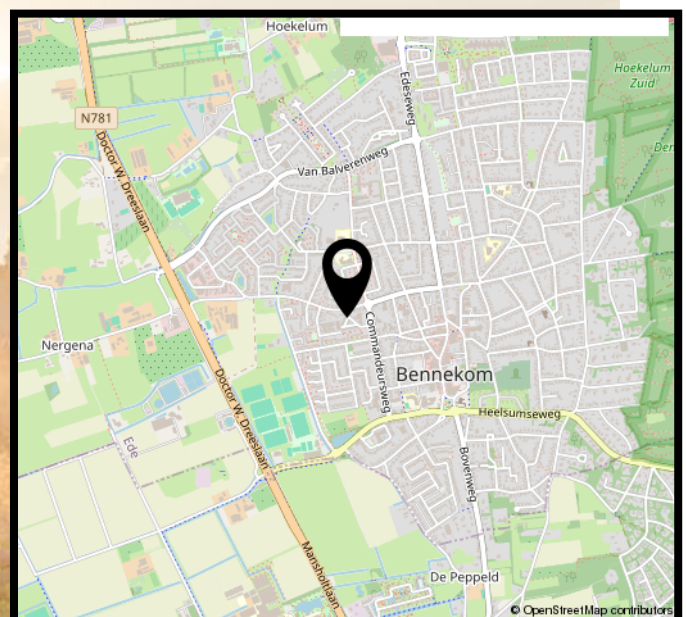 Hoekelum
Edeseweg
Hoekelum
Zuid
N781
Den
Doctor W. Dreeslaan
Van Balverenweg
Nergena
Commandeursweg
Bennekom
Doctor W. Dreeslaan
Heelsumseweg
Ede
Bovenweg
Mansholtlaan
De Peppeld
© OpenStreetMap contributors